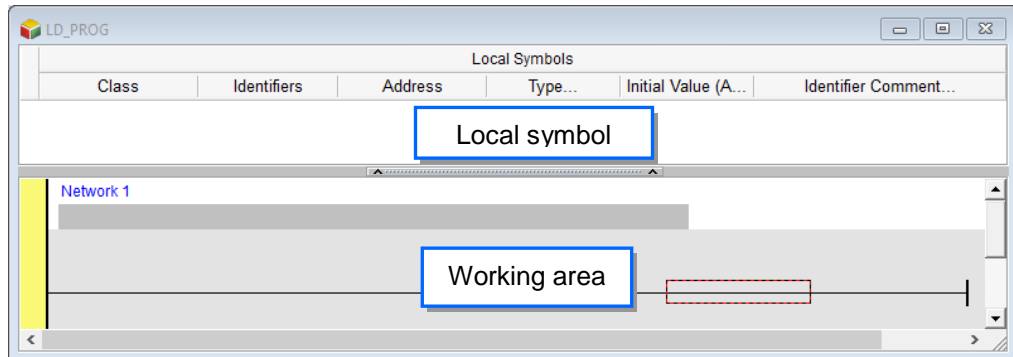 LD_PROG
Local Symbols
Class Identifiers Address Type... Initial Value (A... Identifier Comment...
Local symbol
Network 1
Working area